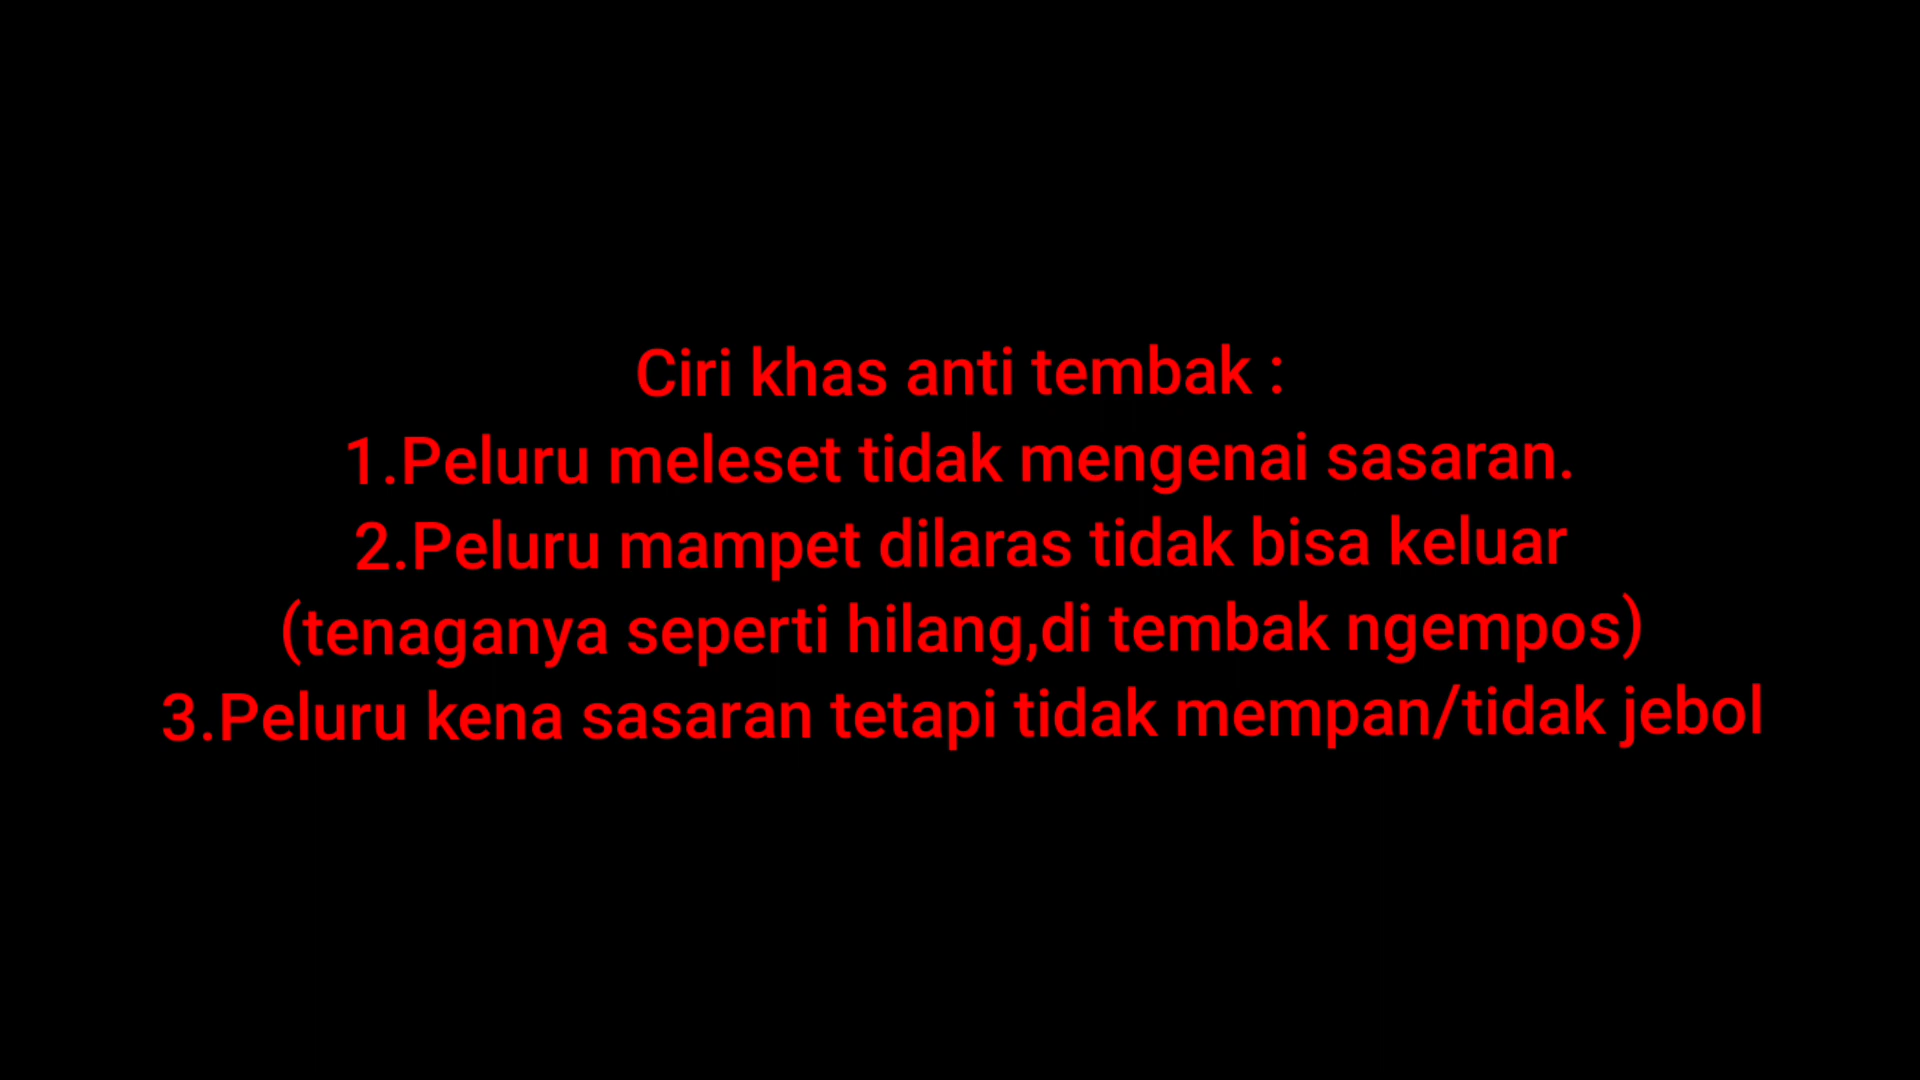 Ciri khas anti tembak :
1.Peluru meleset tidak mengenai sasaran.
2.Peluru mampet dilaras tidak bisa keluar
(tenaganya seperti hilang,di tembak ngempos)
3.Peluru kena sasaran tetapi tidak mempan/tidak jebol